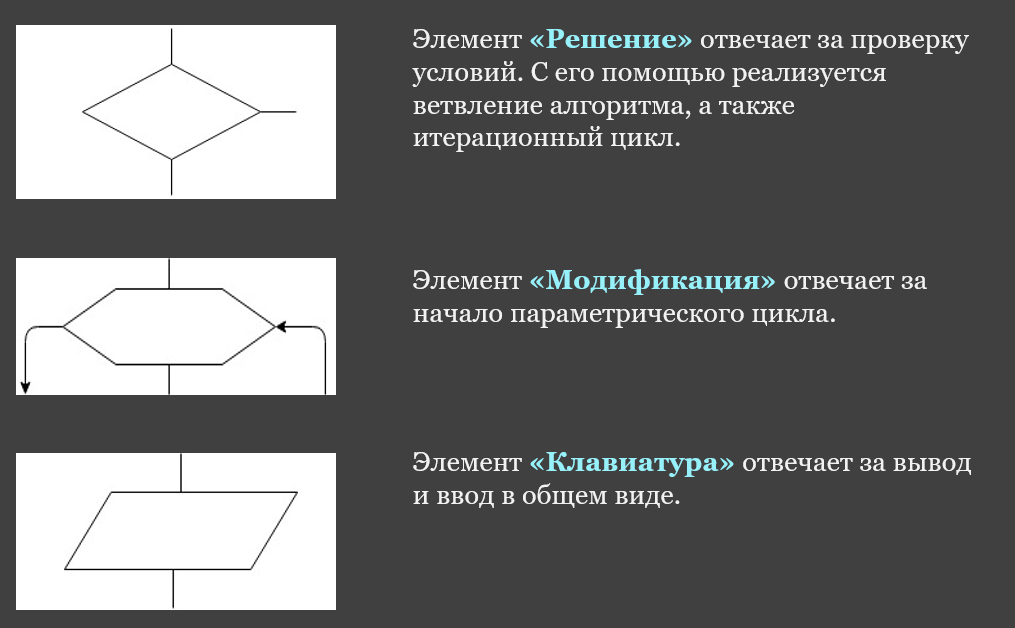 Элемент «Решение» отвечает за проверку
условий. С его помощью реализуется
ветвление алгоритма, а также
итерационный цикл.
Элемент «Модификация» отвечает за
начало параметрического цикла.
Элемент «Клавиатура» отвечает за вывод
и ввод в общем виде.